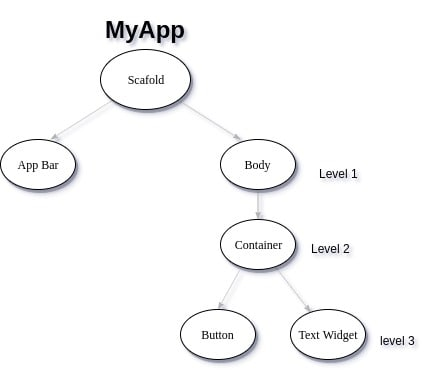 MyApp
Scafold
App Bar
Body
Level 1
Container
Level 2
Button
Text Widget
level 3